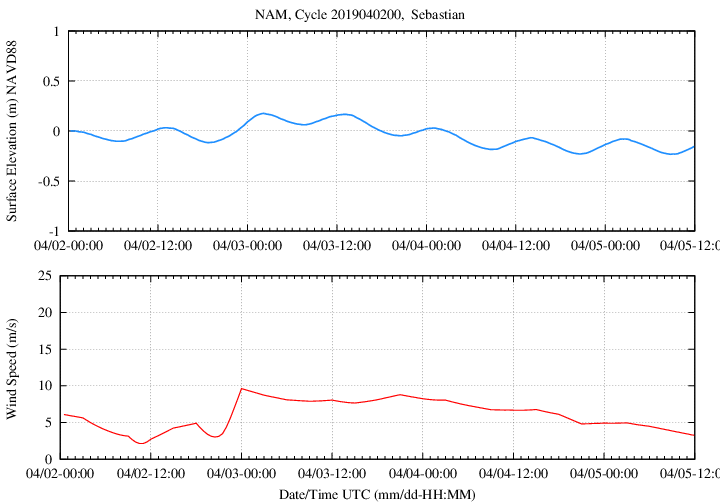 NAM, Cycle 2019040200,  Sebastian
Surface Elevation (m) NAVD88
1
0.5
0
-0.5
-1
04/02-00:00 04/02-12:00 04/03-00:00 04/03-12:00 04/04-00:00 04/04-12:00 04/05-00:00 04/05-12:0
Wind Speed (m/s)
25
20
15
10
5
0
04/02-00:00 04/02-12:00 04/03-00:00 04/03-12:00 04/04-00:00 04/04-12:00 04/05-00:00 04/05-12:0
Date/Time UTC (mm/dd-HH:MM)